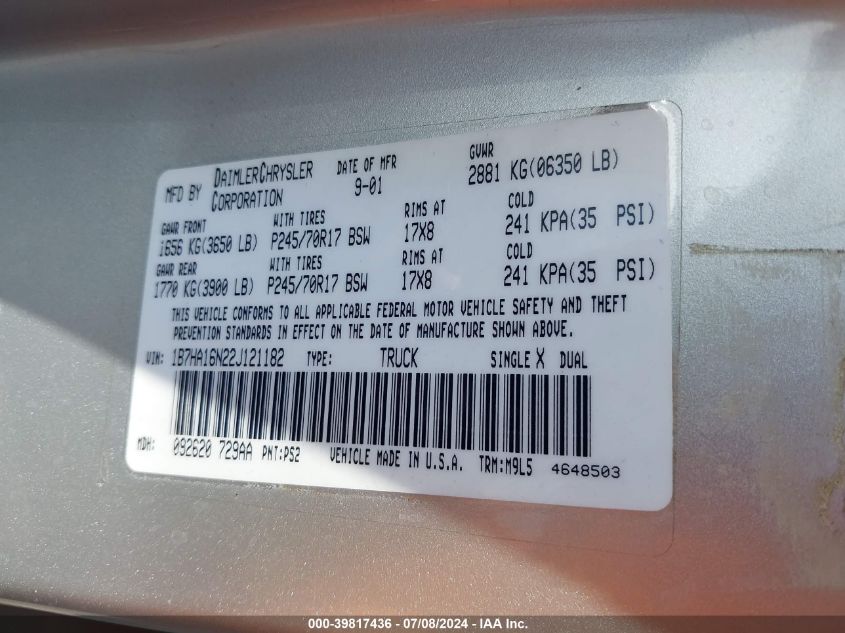 MFD BY DAIMLERCHRYSLER CORPORATION DATE OF MFR 9-01 GVWR 2881 KG(06350 LB)
GAWR FRONT WITH TIRES RIMS AT COLD
1656 KG(3650 LB) P245/70R17 BSW 17X8 241 KPA(35 PSI)
GAWR REAR WITH TIRES RIMS AT COLD
1770 KG(3900 LB) P245/70R17 BSW 17X8 241 KPA(35 PSI)
THIS VEHICLE CONFORMS TO ALL APPLICABLE FEDERAL MOTOR VEHICLE SAFETY AND THEFT
PREVENTION STANDARDS IN EFFECT ON THE DATE OF MANUFACTURE SHOWN ABOVE.
VIN: 1B7HA16N22J121182 TYPE: TRUCK SINGLE X DUAL
MDH: 092620 729AA PNT:PS2 VEHICLE MADE IN U.S.A. TRM:M9L5 4648503
000-39817436 - 07/08/2024 - IAA Inc.